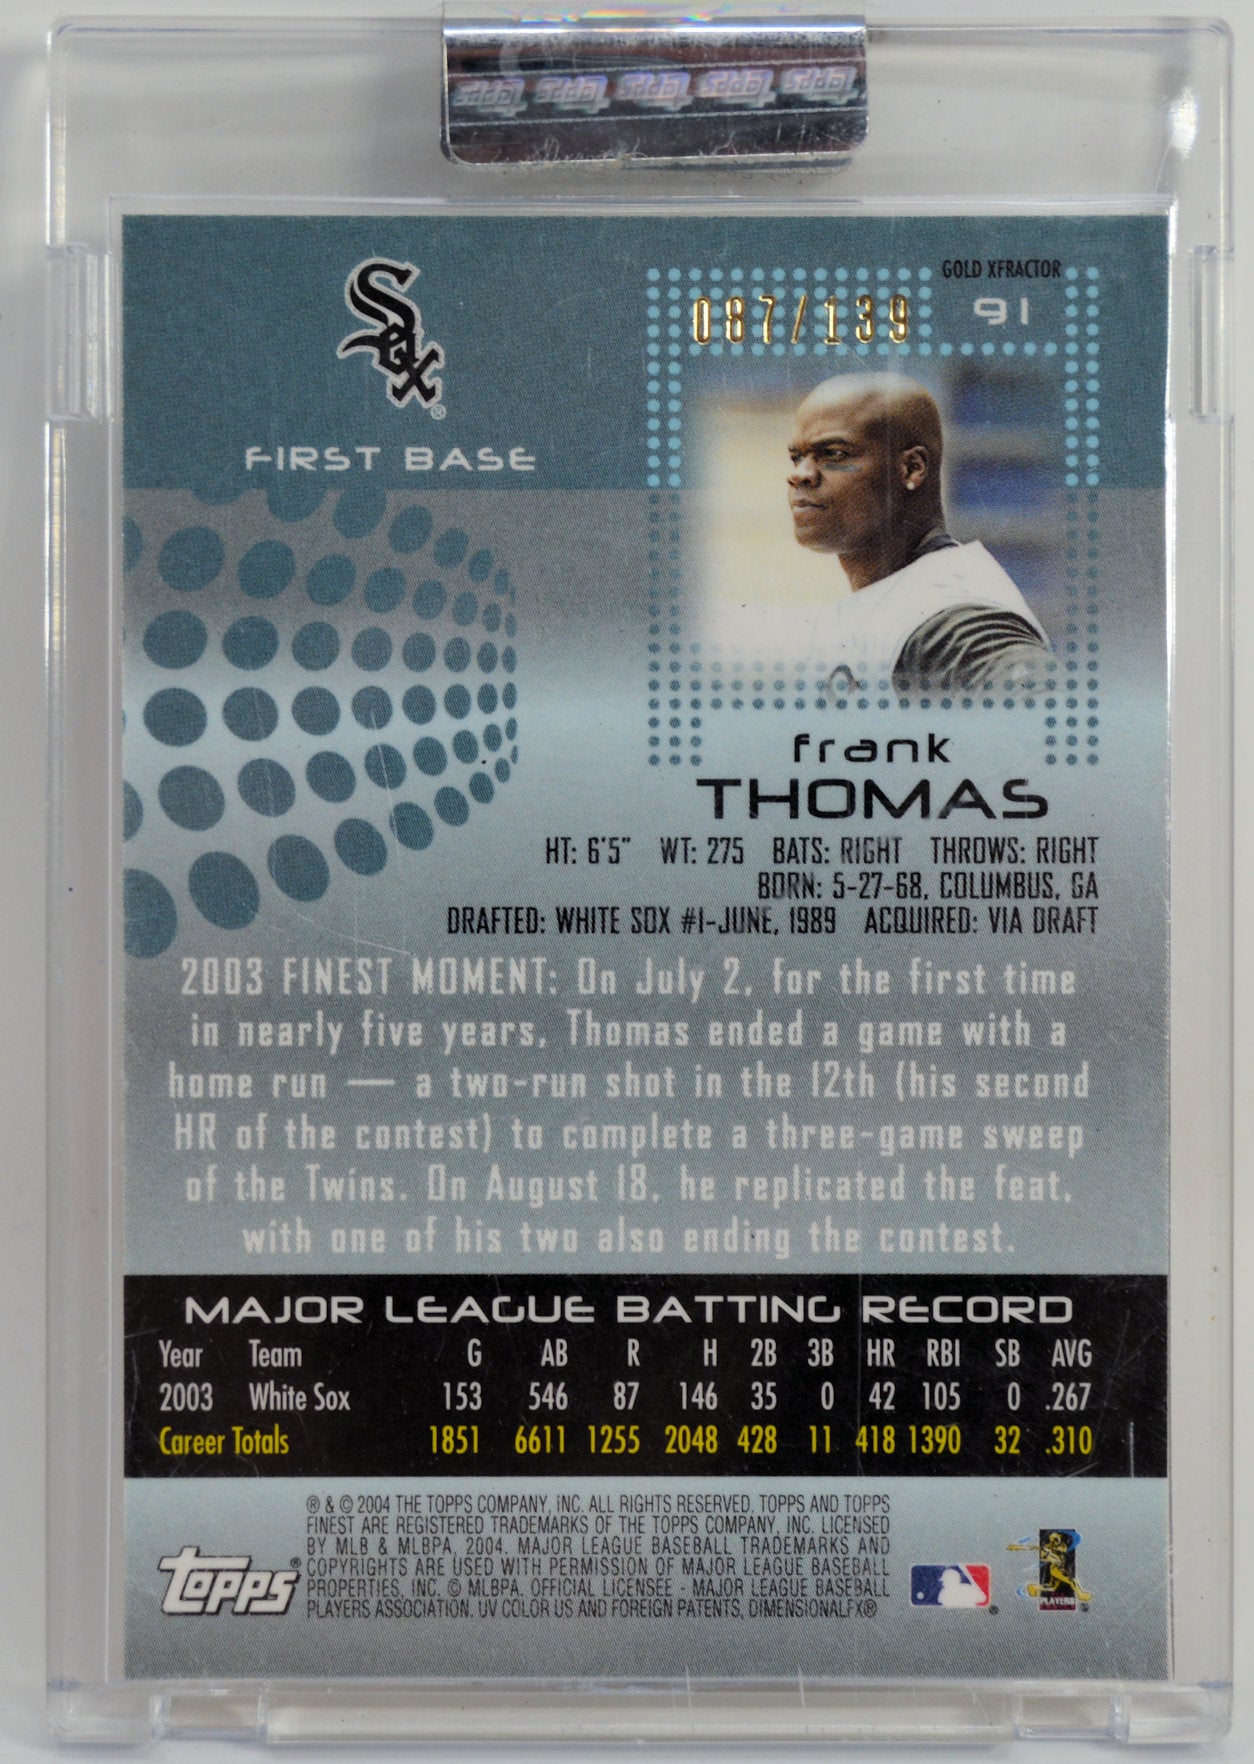 Topps Topps Topps Topps Topps
Sox ®
GOLD XFRACTOR
087/139 91
FIRST BASE
frank
THOMAS
HT: 6'5" WT: 275 BATS: RIGHT THROWS: RIGHT
BORN: 5-27-68, COLUMBUS, GA
DRAFTED: WHITE SOX #1-JUNE, 1989 ACQUIRED: VIA DRAFT
2003 FINEST MOMENT: On July 2, for the first time
in nearly five years, Thomas ended a game with a
home run — a two-run shot in the 12th (his second
HR of the contest) to complete a three-game sweep
of the Twins. On August 18, he replicated the feat,
with one of his two also ending the contest.
MAJOR LEAGUE BATTING RECORD
Year Team G AB R H 2B 3B HR RBI SB AVG
2003 White Sox 153 546 87 146 35 0 42 105 0 .267
Career Totals 1851 6611 1255 2048 428 11 418 1390 32 .310
® & © 2004 THE TOPPS COMPANY, INC. ALL RIGHTS RESERVED. TOPPS AND TOPPS
FINEST ARE REGISTERED TRADEMARKS OF THE TOPPS COMPANY, INC. LICENSED
BY MLB & MLBPA, 2004. MAJOR LEAGUE BASEBALL TRADEMARKS AND
COPYRIGHTS ARE USED WITH PERMISSION OF MAJOR LEAGUE BASEBALL
PROPERTIES, INC. © MLBPA. OFFICIAL LICENSEE - MAJOR LEAGUE BASEBALL
PLAYERS ASSOCIATION. UV COLOR US AND FOREIGN PATENTS, DIMENSIONALFX®
Topps®
PLAYERS